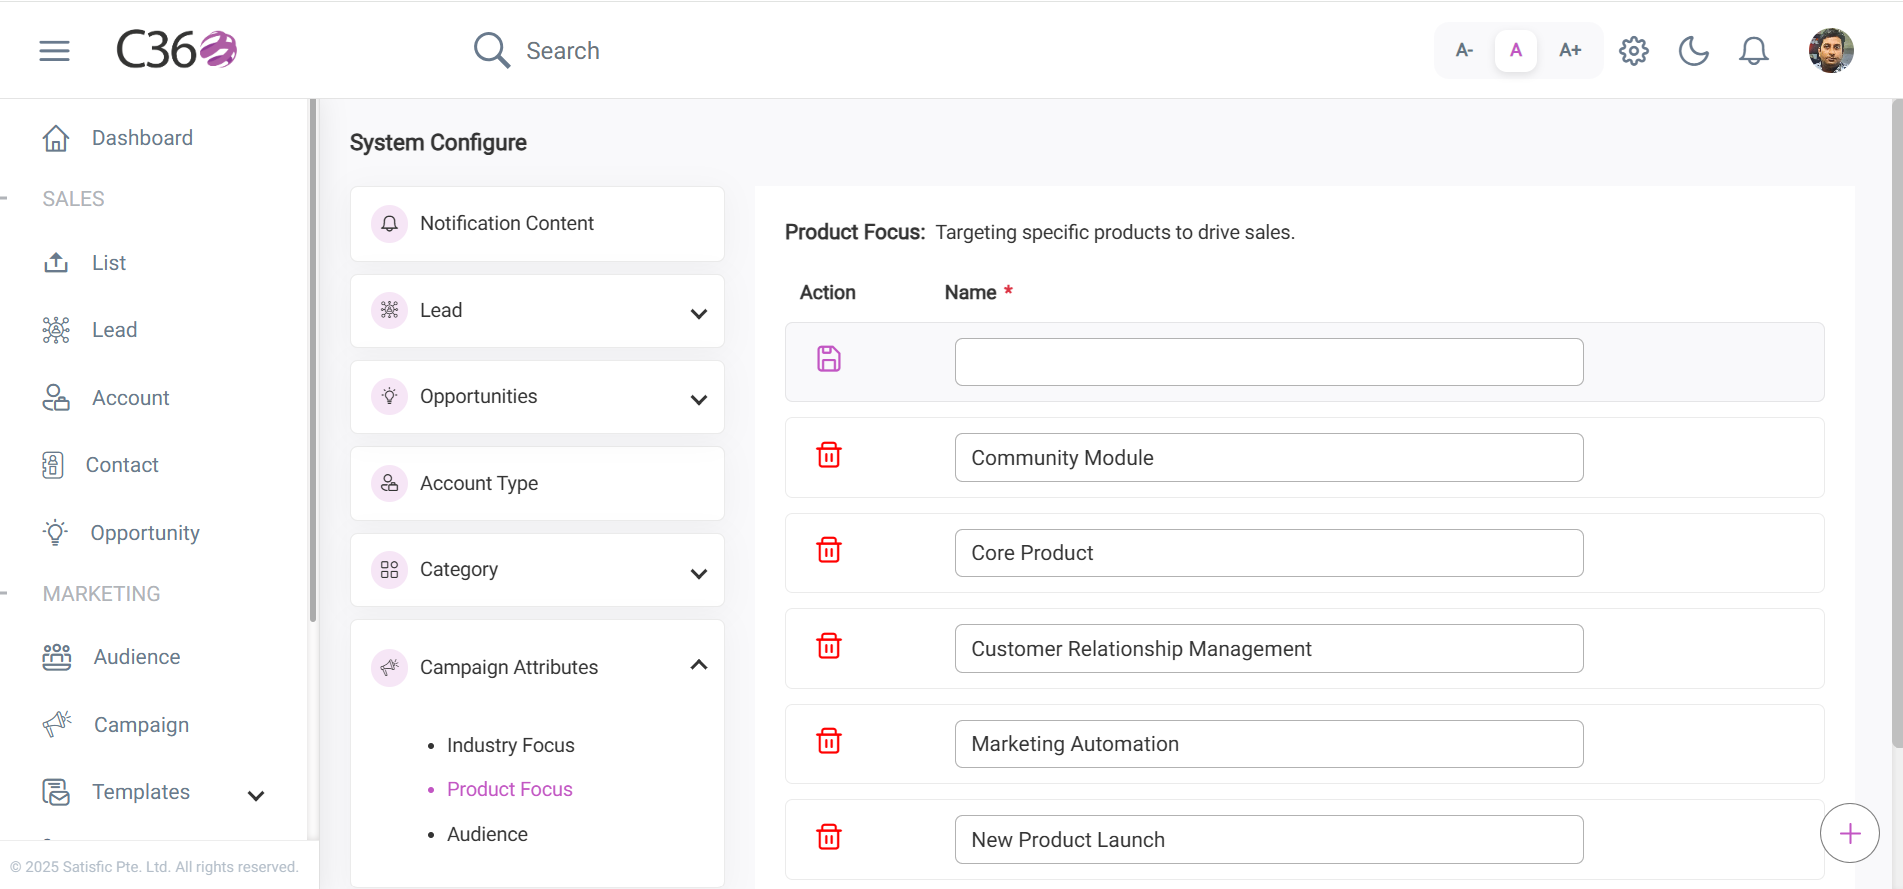 C360
Search
A-
A
A+
Dashboard
SALES
List
Lead
Account
Contact
Opportunity
MARKETING
Audience
Campaign
Templates
© 2025 Satisfic Pte. Ltd. All rights reserved.
System Configure
Notification Content
Lead
Opportunities
Account Type
Category
Campaign Attributes
• Industry Focus
• Product Focus
• Audience
Product Focus: Targeting specific products to drive sales.
Action Name *
Community Module
Core Product
Customer Relationship Management
Marketing Automation
New Product Launch